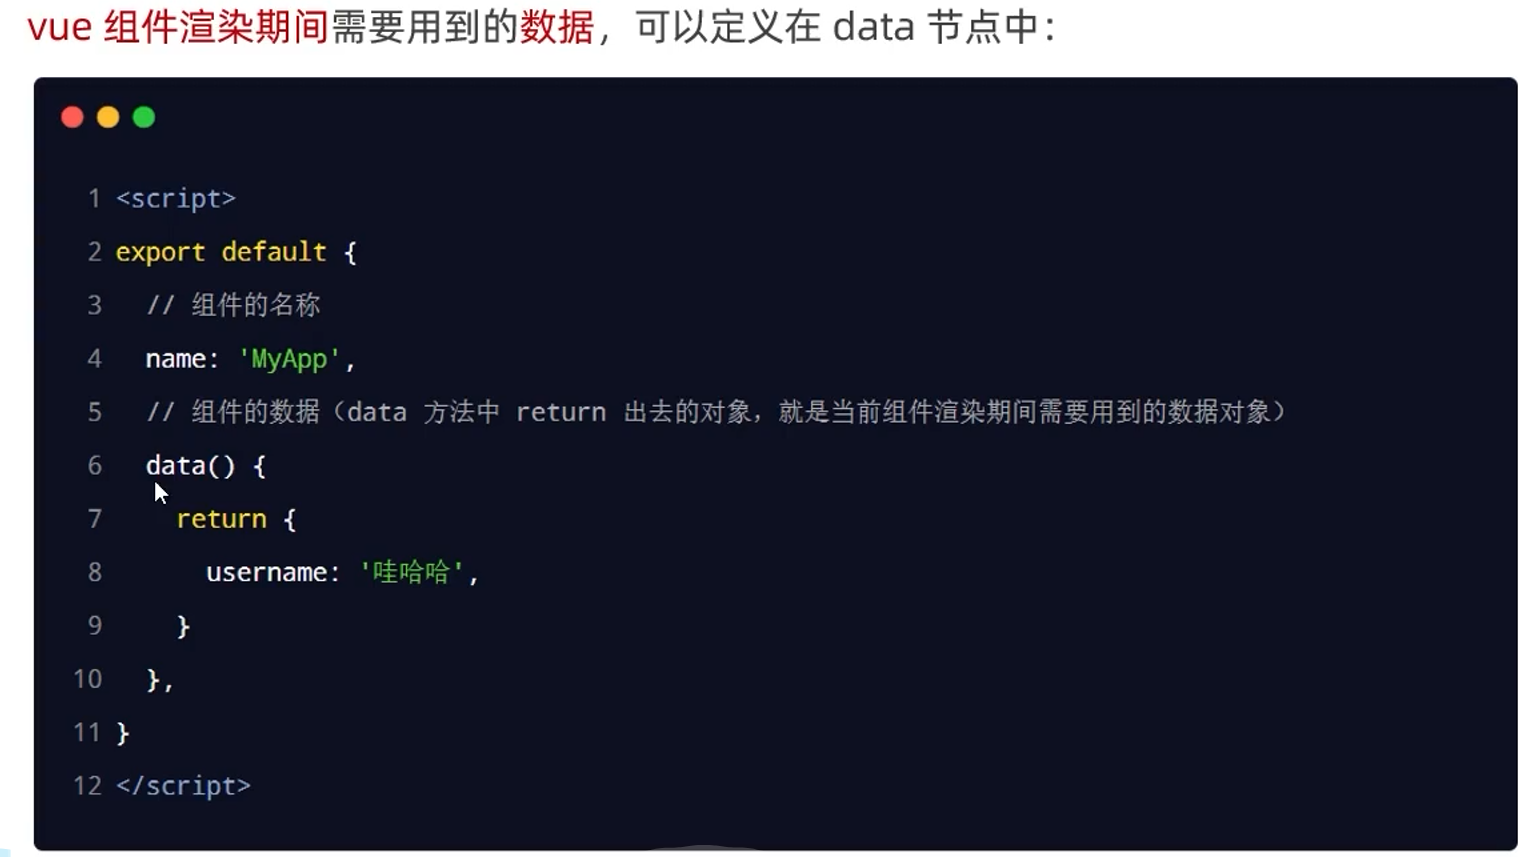 vue 组件渲染期间需要用到的数据，可以定义在 data 节点中：
1 <script>
2 export default {
3   // 组件的名称
4   name: 'MyApp',
5   // 组件的数据（data 方法中 return 出去的对象，就是当前组件渲染期间需要用到的数据对象）
6   data() {
7     return {
8       username: '哇哈哈',
9     }
10   },
11 }
12 </script>